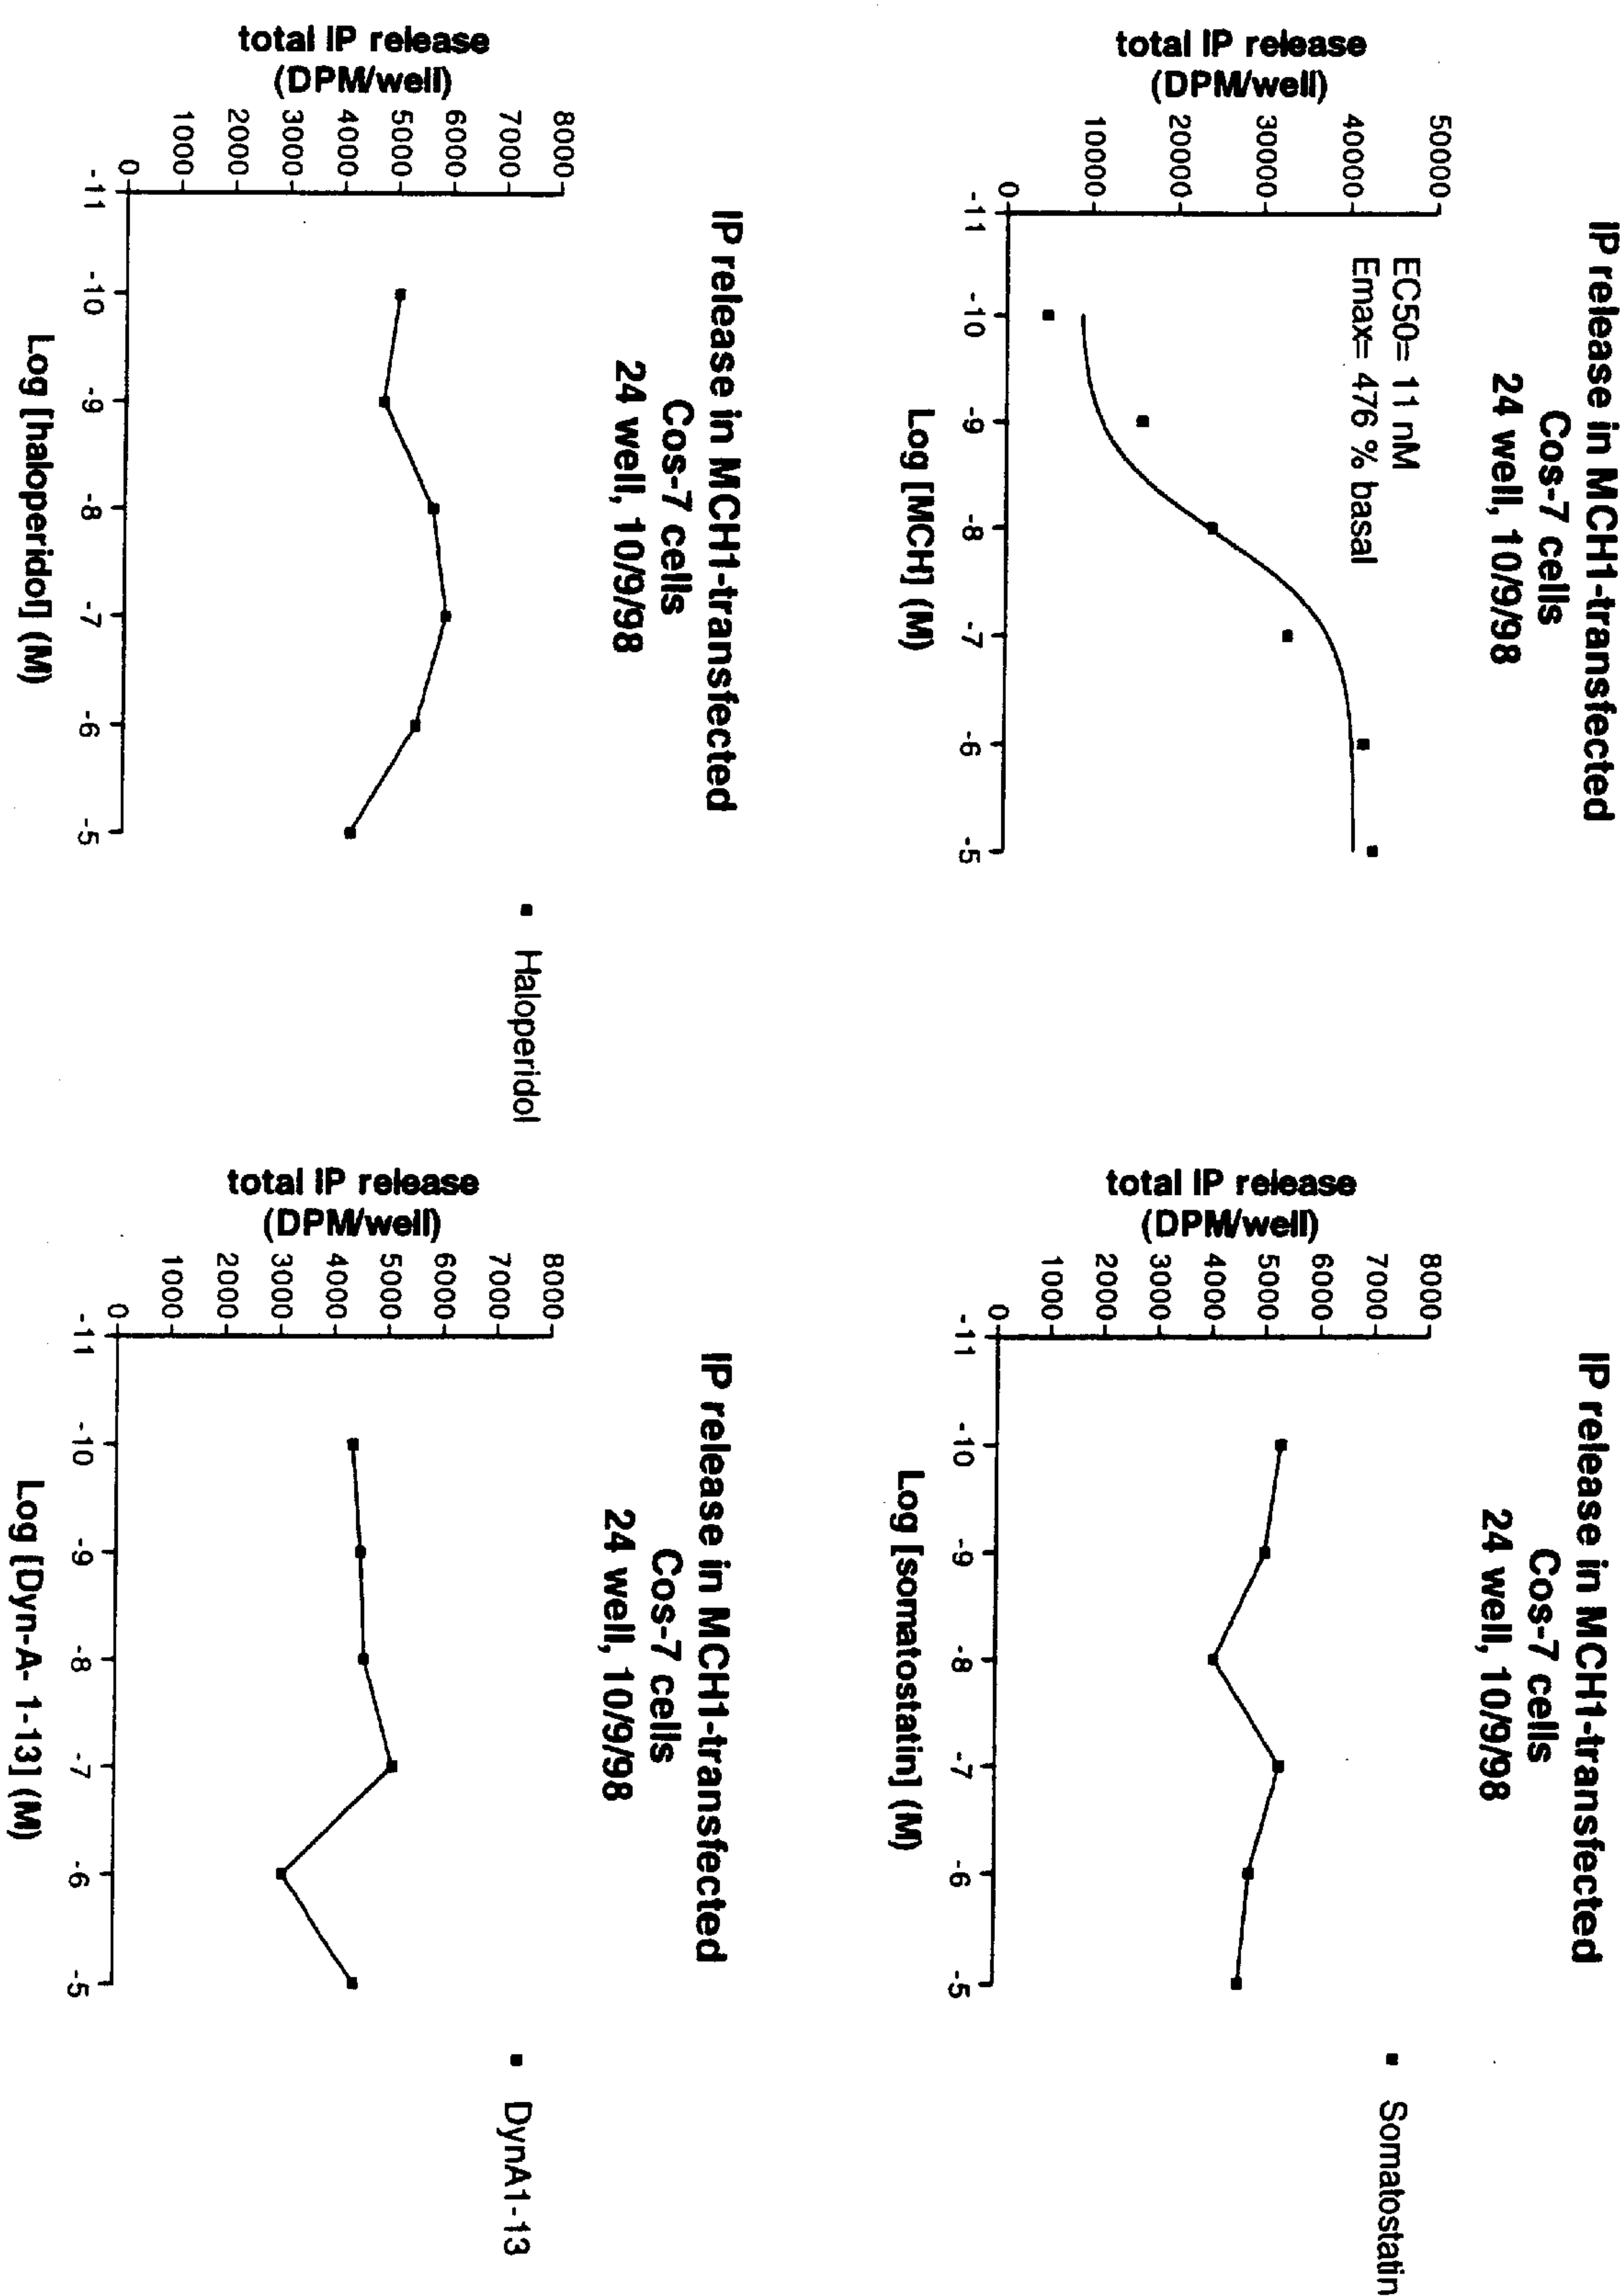 IP release in MCH1-transfected
Cos-7 cells
24 well, 10/9/98
total IP release
(DPM/well)
50000
40000
30000
20000
10000
0
EC50= 11 nM
Emax= 476 % basal
-11 -10 -9 -8 -7 -6 -5
Log [MCH] (M)
IP release in MCH1-transfected
Cos-7 cells
24 well, 10/9/98
total IP release
(DPM/well)
8000
7000
6000
5000
4000
3000
2000
1000
0
-11 -10 -9 -8 -7 -6 -5
Log [somatostatin] (M)
Somatostatin
IP release in MCH1-transfected
Cos-7 cells
24 well, 10/9/98
total IP release
(DPM/well)
8000
7000
6000
5000
4000
3000
2000
1000
0
-11 -10 -9 -8 -7 -6 -5
Log [haloperidol] (M)
Haloperidol
IP release in MCH1-transfected
Cos-7 cells
24 well, 10/9/98
total IP release
(DPM/well)
8000
7000
6000
5000
4000
3000
2000
1000
0
-11 -10 -9 -8 -7 -6 -5
Log [Dyn-A- 1-13] (M)
DynA1-13